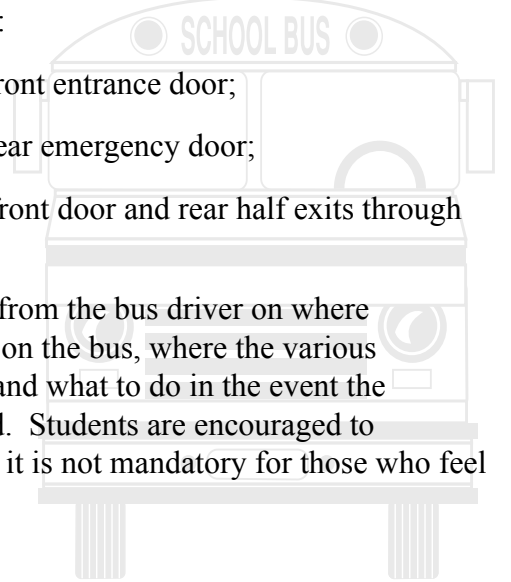 :
SCHOOL BUS
ront entrance door;
ear emergency door;
front door and rear half exits through
from the bus driver on where
on the bus, where the various
and what to do in the event the
d. Students are encouraged to
it is not mandatory for those who feel